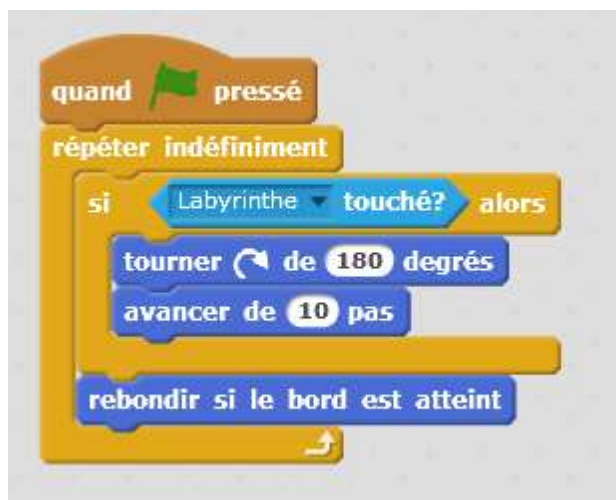 quand pressé
répéter indéfiniment
si Labyrinthe touché? alors
tourner de 180 degrés
avancer de 10 pas
rebondir si le bord est atteint